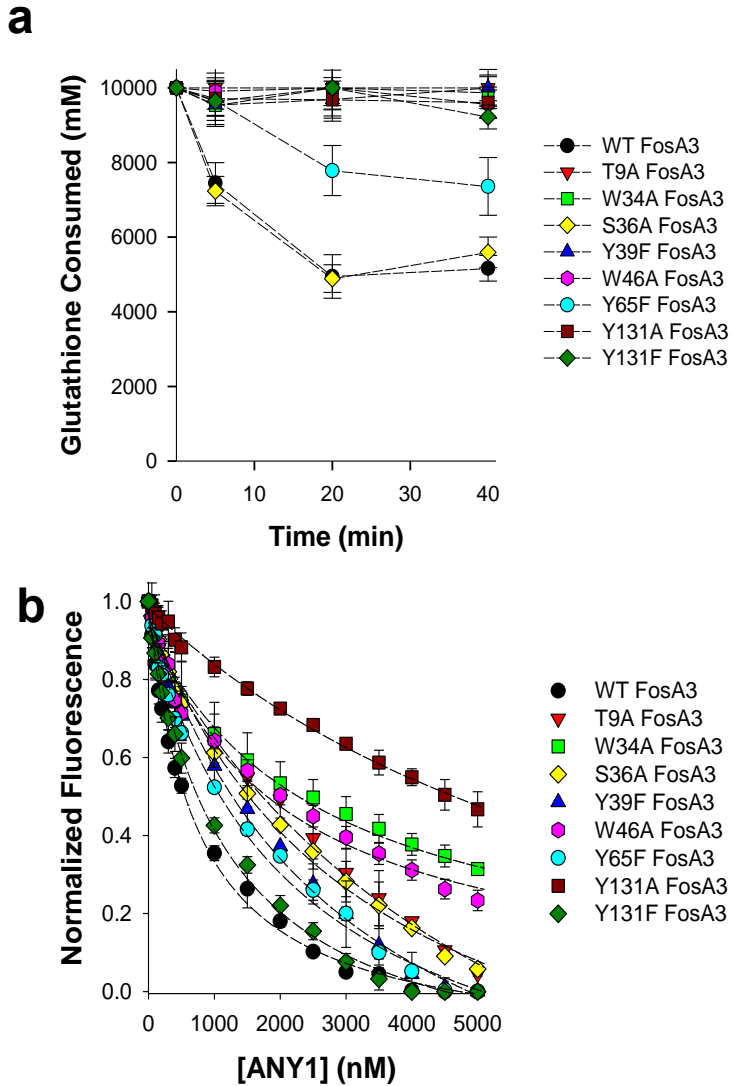 a
10000
8000
6000
4000
2000
0
0 10 20 30 40
Glutathione Consumed (mM)
Time (min)
WT FosA3
T9A FosA3
W34A FosA3
S36A FosA3
Y39F FosA3
W46A FosA3
Y65F FosA3
Y131A FosA3
Y131F FosA3
b
1.0
0.8
0.6
0.4
0.2
0.0
0 1000 2000 3000 4000 5000
Normalized Fluorescence
[ANY1] (nM)
WT FosA3
T9A FosA3
W34A FosA3
S36A FosA3
Y39F FosA3
W46A FosA3
Y65F FosA3
Y131A FosA3
Y131F FosA3